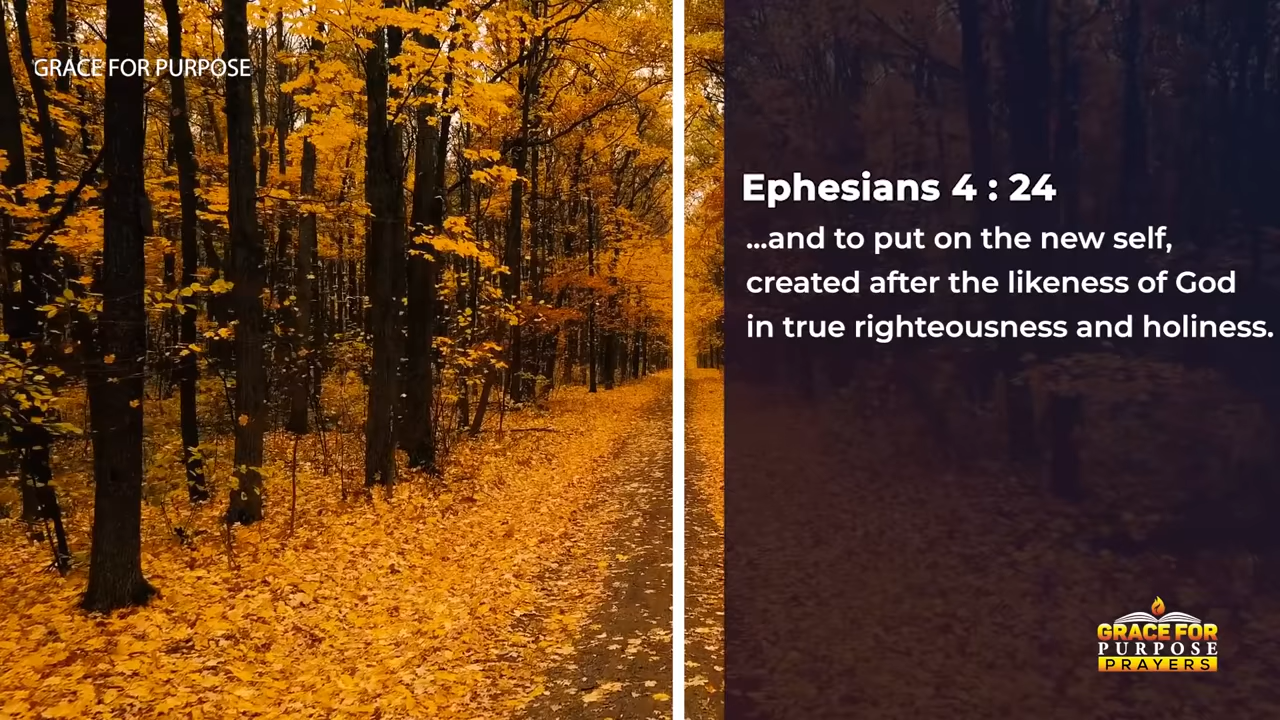 GRACE FOR PURPOSE
Ephesians 4 : 24
...and to put on the new self,
created after the likeness of God
in true righteousness and holiness.
GRACE FOR
PURPOSE
PRAYERS